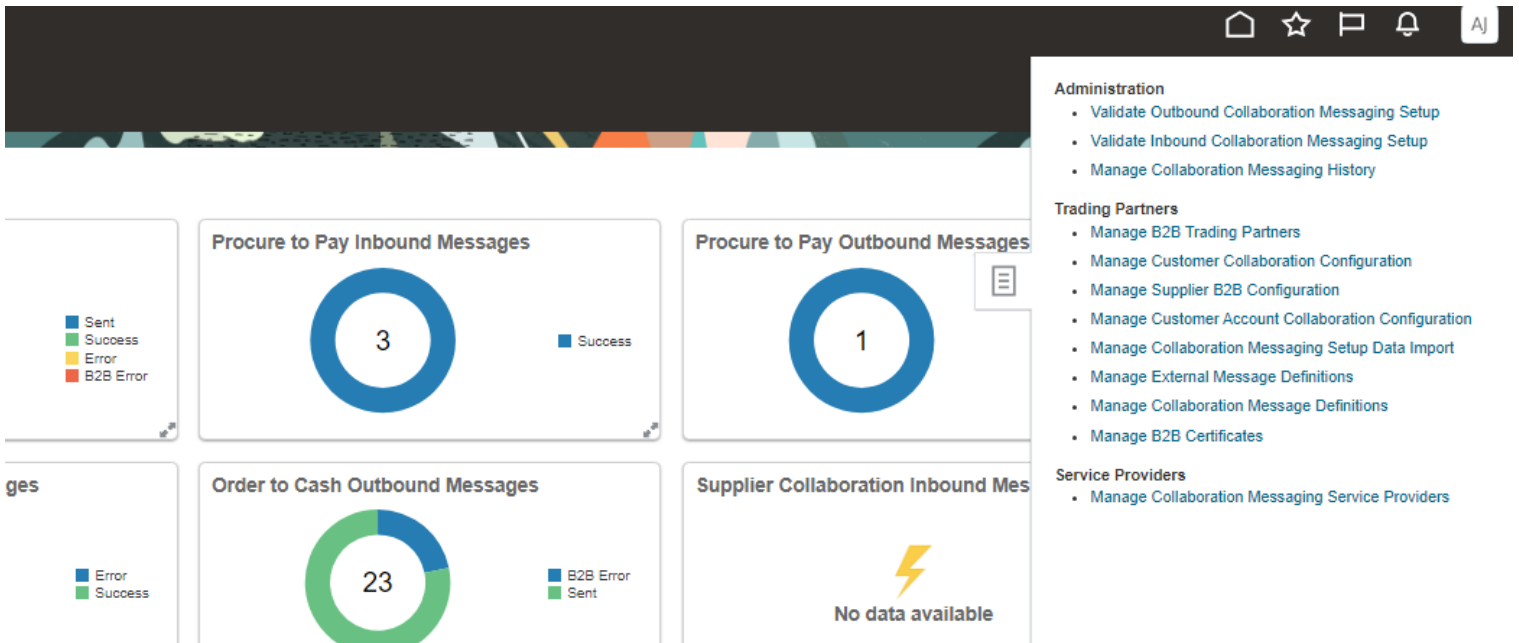 AJ
Administration
Validate Outbound Collaboration Messaging Setup
Validate Inbound Collaboration Messaging Setup
Manage Collaboration Messaging History
Trading Partners
Manage B2B Trading Partners
Manage Customer Collaboration Configuration
Manage Supplier B2B Configuration
Manage Customer Account Collaboration Configuration
Manage Collaboration Messaging Setup Data Import
Manage External Message Definitions
Manage Collaboration Message Definitions
Manage B2B Certificates
Service Providers
Manage Collaboration Messaging Service Providers
Sent
Success
Error
B2B Error
Procure to Pay Inbound Messages
3
Success
Procure to Pay Outbound Messages
1
ges
Error
Success
Order to Cash Outbound Messages
23
B2B Error
Sent
Supplier Collaboration Inbound Mes
No data available